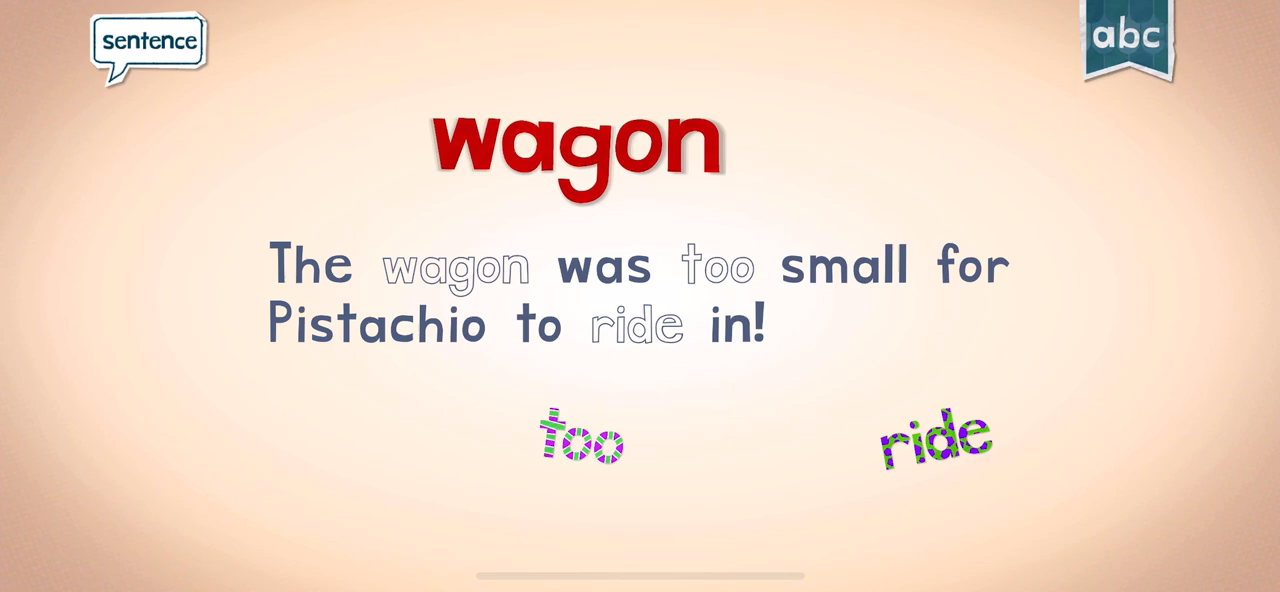 sentence
abc
wagon
The wagon was too small for
Pistachio to ride in!
too
ride